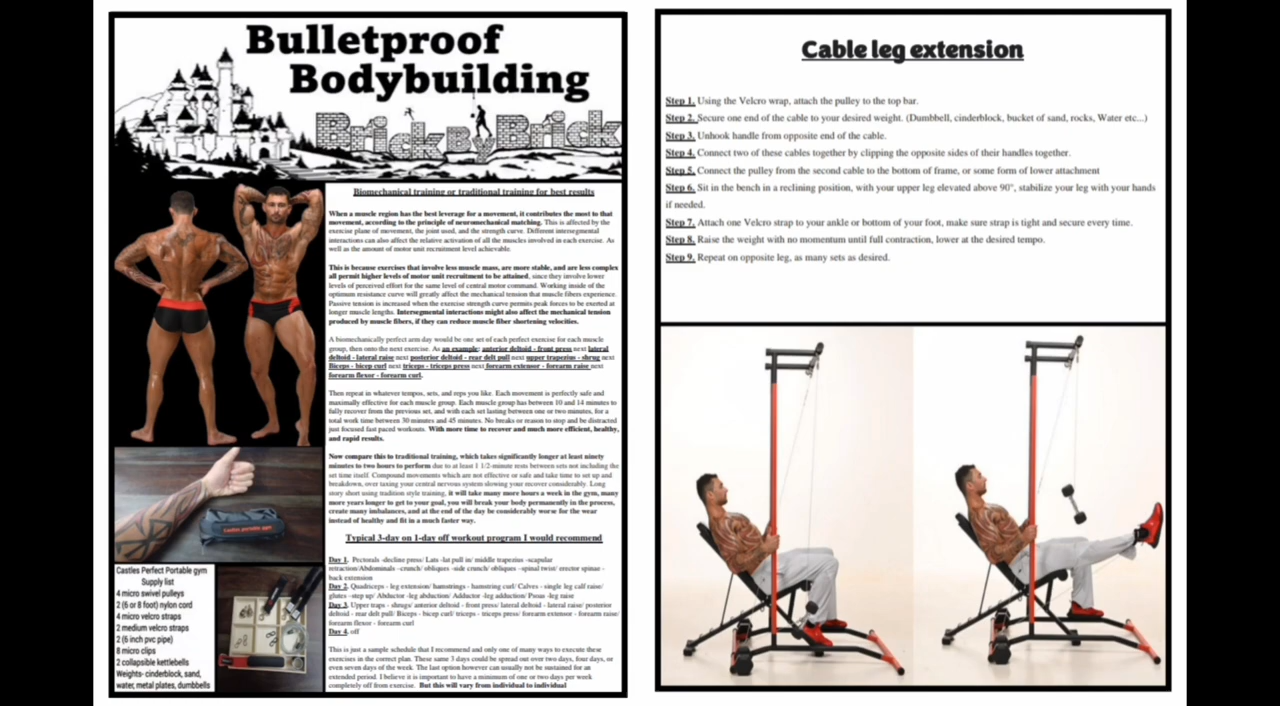 Bulletproof
Bodybuilding
Brick By Brick
Biomechanical training or traditional training for best results
When a muscle region has the best leverage for a movement, it contributes the most to that
movement, according to the principle of neuromechanical matching. This is affected by the
exercise plane of movement, the joint used, and the strength curve. Different intersegmental
interactions can also affect the relative activation of all the muscles involved in each exercise. As
well as the amount of motor unit recruitment level achievable.
This is because exercises that involve less muscle mass, are more stable, and are less complex
all permit higher levels of motor unit recruitment to be attained, since they involve lower
levels of perceived effort for the same level of central motor command. Working inside of the
optimum resistance curve will greatly affect the mechanical tension that muscle fibers experience.
Passive tension is increased when the exercise strength curve permits peak forces to be exerted at
longer muscle lengths. Intersegmental interactions might also affect the mechanical tension
produced by muscle fibers, if they can reduce muscle fiber shortening velocities.
A biomechanically perfect arm day would be one set of each perfect exercise for each muscle
group, then onto the next exercise. As an example: anterior deltoid - front press next lateral
deltoid - lateral raise next posterior deltoid - rear delt pull next upper trapezius - shrug next
Biceps - bicep curl next triceps - triceps press next forearm extensor - forearm raise next
forearm flexor - forearm curl.
Then repeat in whatever tempos, sets, and reps you like. Each movement is perfectly safe and
maximally effective for each muscle group. Each muscle group has between 10 and 14 minutes to
fully recover from the previous set, and with each set lasting between one or two minutes, for a
total work time between 30 minutes and 45 minutes. No breaks or reason to stop and be distracted
just focused fast paced workouts. With more time to recover and much more efficient, healthy,
and rapid results.
Now compare this to traditional training, which takes significantly longer at least ninety
minutes to two hours to perform due to at least 1 1/2-minute rests between sets not including the
set time itself. Compound movements which are not effective or safe and take time to set up and
breakdown, over taxing your central nervous system slowing your recover considerably. Long
story short using tradition style training, it will take many more hours a week in the gym, many
more years longer to get to your goal, you will break your body permanently in the process,
create many imbalances, and at the end of the day be considerably worse for the wear
instead of healthy and fit in a much faster way.
Typical 3-day on 1-day off workout program I would recommend
Day 1. Pectorals -decline press/ Lats -lat pull in/ middle trapezius -scapular
retraction/Abdominals -crunch/ obliques -side crunch/ obliques -spinal twist/ erector spinae -
back extension
Day 2. Quadriceps - leg extension/ hamstrings - hamstring curl/ Calves - single leg calf raise/
glutes -step up/ Abductor -leg abduction/ Adductor -leg adduction/ Psoas -leg raise
Day 3. Upper traps - shrugs/ anterior deltoid - front press/ lateral deltoid - lateral raise/ posterior
deltoid - rear delt pull/ Biceps - bicep curl/ triceps - triceps press/ forearm extensor - forearm raise/
forearm flexor - forearm curl
Day 4. off
This is just a sample schedule that I recommend and only one of many ways to execute these
exercises in the correct plan. These same 3 days could be spread out over two days, four days, or
even seven days of the week. The last option however can usually not be sustained for an
extended period. I believe it is important to have a minimum of one or two days per week
completely off from exercise. But this will vary from individual to individual
Castles portable gym
Castles Perfect Portable gym
Supply list
4 micro swivel pulleys
2 (6 or 8 foot) nylon cord
4 micro velcro straps
2 medium velcro straps
2 (6 inch pvc pipe)
8 micro clips
2 collapsible kettlebells
Weights- cinderblock, sand,
water, metal plates, dumbbells
Cable leg extension
Step 1. Using the Velcro wrap, attach the pulley to the top bar.
Step 2. Secure one end of the cable to your desired weight. (Dumbbell, cinderblock, bucket of sand, rocks, Water etc...)
Step 3. Unhook handle from opposite end of the cable.
Step 4. Connect two of these cables together by clipping the opposite sides of their handles together.
Step 5. Connect the pulley from the second cable to the bottom of frame, or some form of lower attachment
Step 6. Sit in the bench in a reclining position, with your upper leg elevated above 90°, stabilize your leg with your hands
if needed.
Step 7. Attach one Velcro strap to your ankle or bottom of your foot, make sure strap is tight and secure every time.
Step 8. Raise the weight with no momentum until full contraction, lower at the desired tempo.
Step 9. Repeat on opposite leg, as many sets as desired.